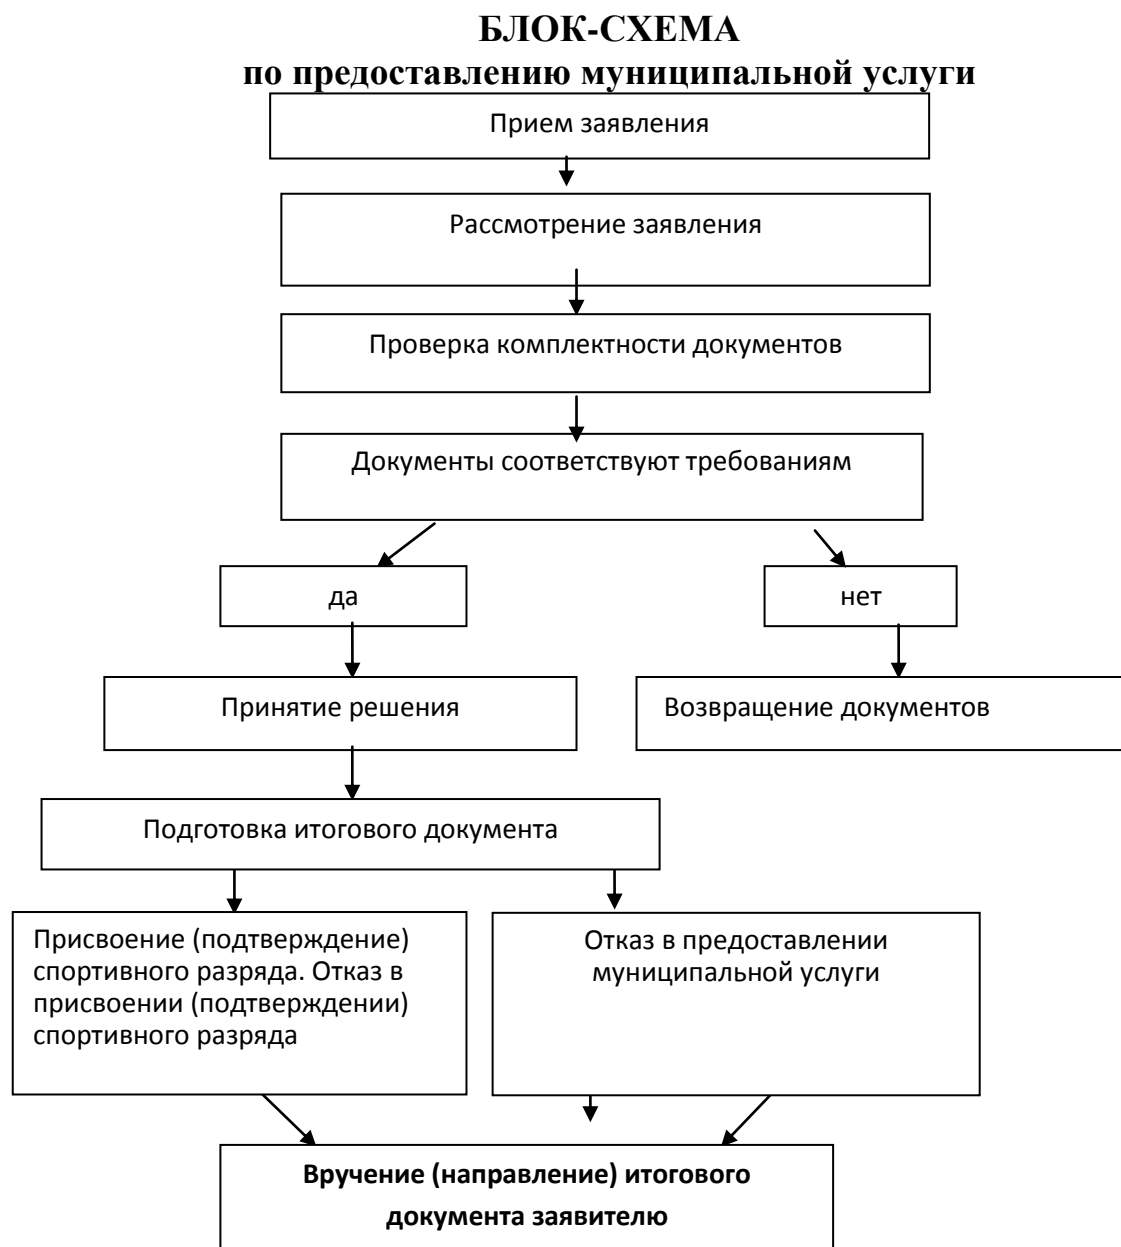 БЛОК-СХЕМА
по предоставлению муниципальной услуги
Прием заявления
Рассмотрение заявления
Проверка комплектности документов
Документы соответствуют требованиям
да
нет
Принятие решения
Возвращение документов
Подготовка итогового документа
Присвоение (подтверждение)
спортивного разряда. Отказ в
присвоении (подтверждении)
спортивного разряда
Отказ в предоставлении
муниципальной услуги
Вручение (направление) итогового
документа заявителю